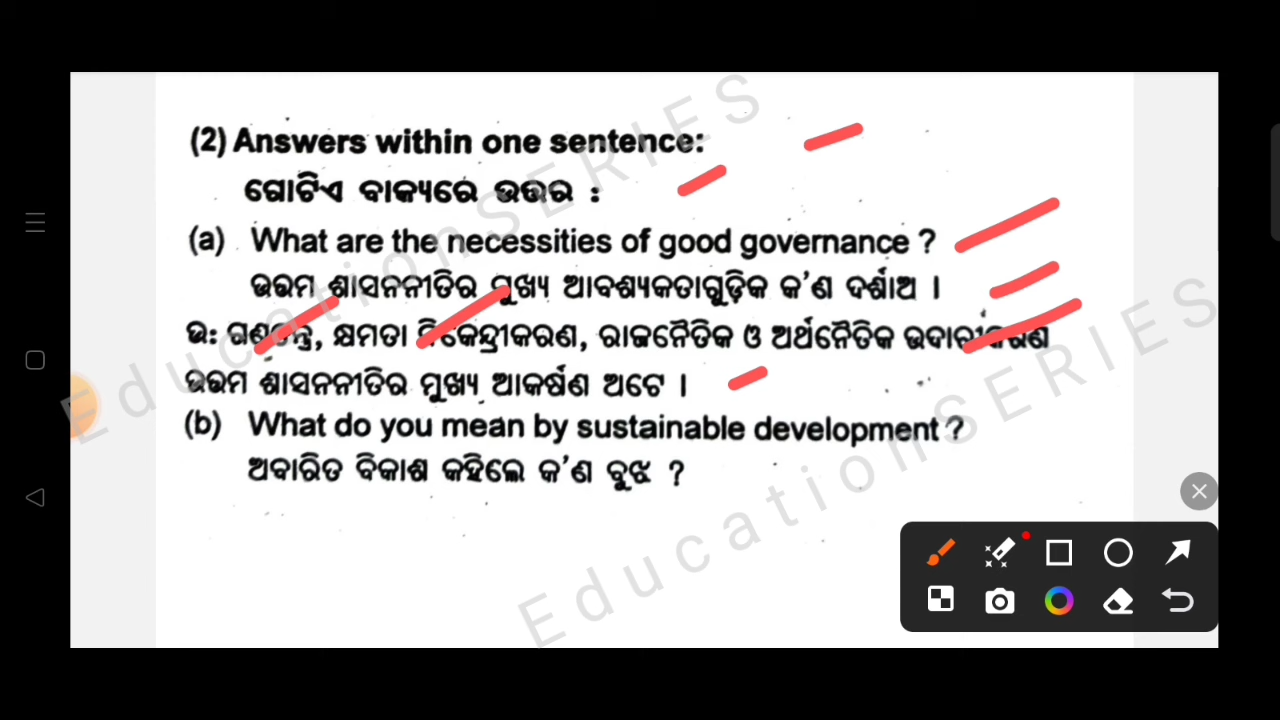 (2) Answers within one sentence:
ଗୋଟିଏ ବାକ୍ୟରେ ଉତ୍ତର :
(a) What are the necessities of good governance ?
ଉତ୍ତମ ଶାସନନୀତିର ମୁଖ୍ୟ ଆବଶ୍ୟକତାଗୁଡ଼ିକ କ'ଣ ଦର୍ଶାଅ ।
ଉ: ଗଣତନ୍ତ୍ର, କ୍ଷମତା ବିକେନ୍ଦ୍ରୀକରଣ, ରାଜନୈତିକ ଓ ଅର୍ଥନୈତିକ ଉଦାରୀକରଣ
ଉତ୍ତମ ଶାସନନୀତିର ମୁଖ୍ୟ ଆକର୍ଷଣ ଅଟେ ।
(b) What do you mean by sustainable development ?
ଅବାରିତ ବିକାଶ କହିଲେ କ'ଣ ବୁଝ ?
EducationSERIES
EducationSERIES